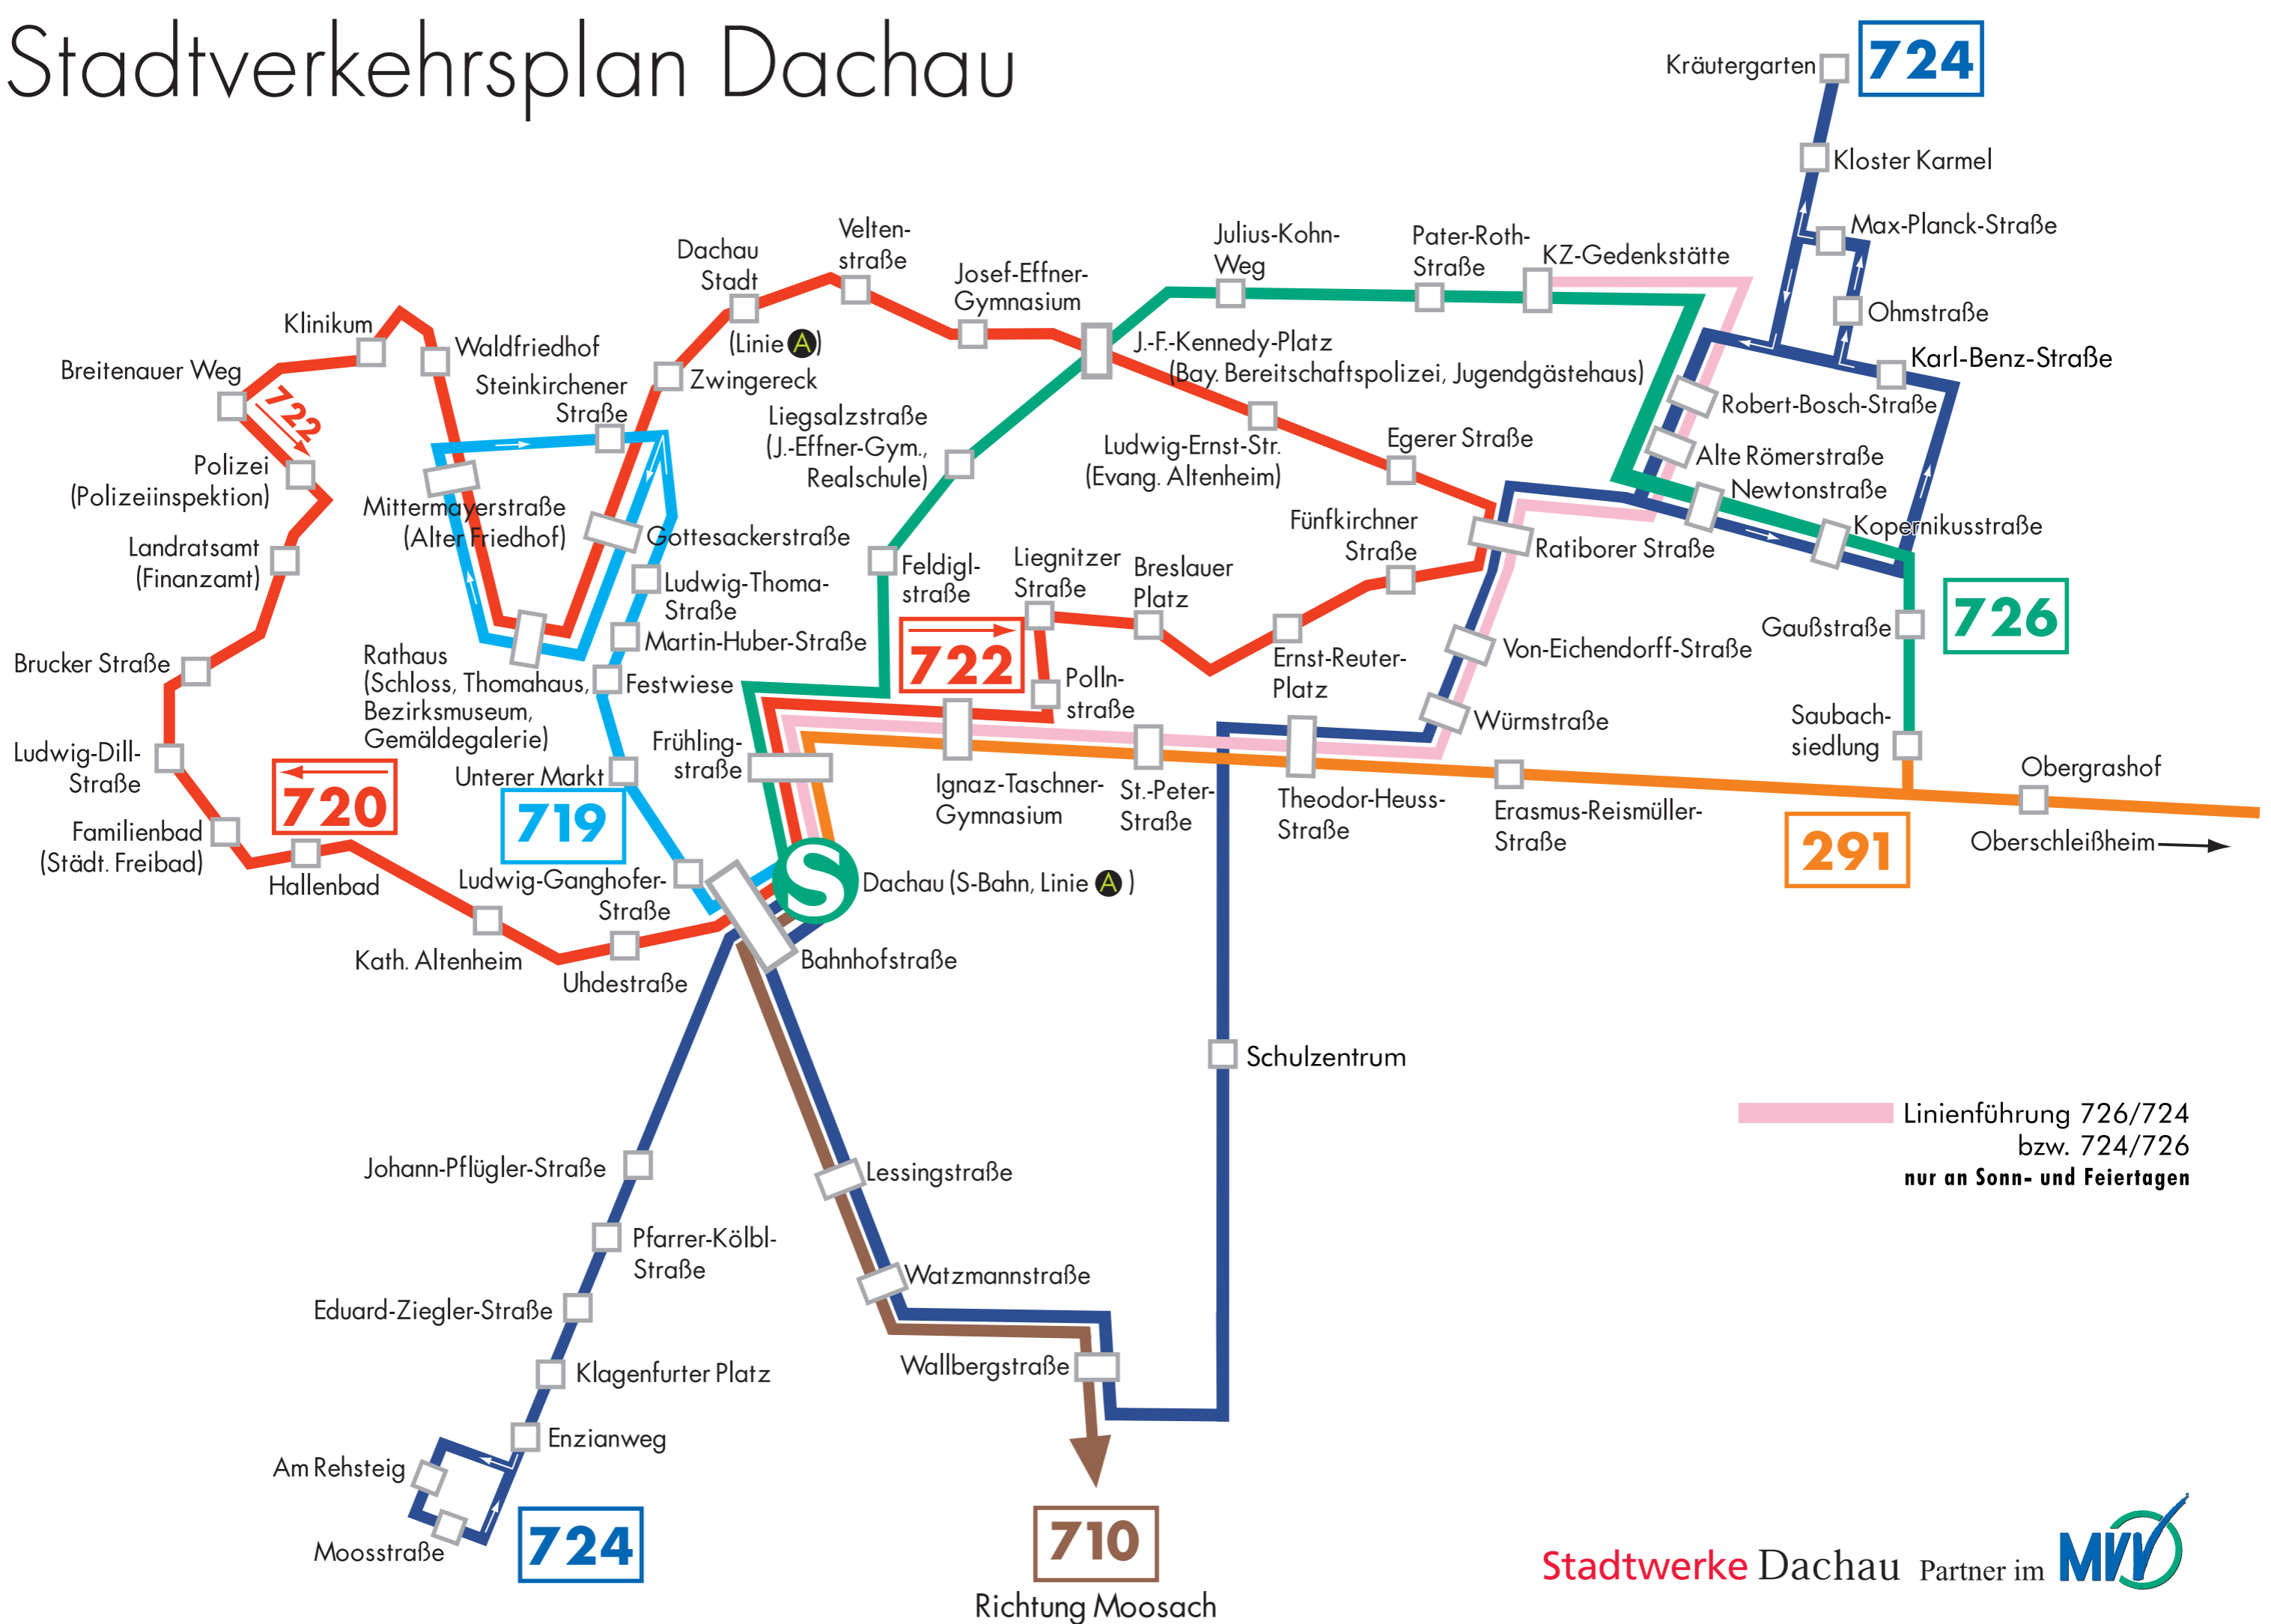 Stadtverkehrsplan Dachau
724
Kräutergarten
Kloster Karmel
Max-Planck-Straße
Ohmstraße
Karl-Benz-Straße
Robert-Bosch-Straße
Alte Römerstraße
Newtonstraße
Kopernikusstraße
726
Gaußstraße
Saubach-
siedlung
Obergrashof
Oberschleißheim
291
Erasmus-Reismüller-
Straße
KZ-Gedenkstätte
Pater-Roth-
Straße
Julius-Kohn-
Weg
J.-F.-Kennedy-Platz
(Bay. Bereitschaftspolizei, Jugendgästehaus)
Josef-Effner-
Gymnasium
Velten-
straße
Dachau
Stadt
(Linie A)
Zwingereck
Klinikum
Waldfriedhof
Steinkirchener
Straße
Breitenauer Weg
722
Polizei
(Polizeiinspektion)
Mittermayerstraße
(Alter Friedhof)
Gottesackerstraße
Landratsamt
(Finanzamt)
Ludwig-Thoma-
Straße
Martin-Huber-Straße
Brucker Straße
Rathaus
(Schloss, Thomahaus,
Bezirksmuseum,
Gemäldegalerie)
Festwiese
Ludwig-Dill-
Straße
Unterer Markt
720
719
Familienbad
(Städt. Freibad)
Hallenbad
Ludwig-Ganghofer-
Straße
Kath. Altenheim
Uhdestraße
Liegsalzstraße
(J.-Effner-Gym.,
Realschule)
Ludwig-Ernst-Str.
(Evang. Altenheim)
Egerer Straße
Fünfkirchner
Straße
Ratiborer Straße
Feldigl-
straße
Liegnitzer
Straße
Breslauer
Platz
722
Polln-
straße
Ernst-Reuter-
Platz
Von-Eichendorff-Straße
Würmstraße
Frühling-
straße
Ignaz-Taschner-
Gymnasium
St.-Peter-
Straße
Theodor-Heuss-
Straße
S
Dachau (S-Bahn, Linie A )
Bahnhofstraße
Schulzentrum
Linienführung 726/724
bzw. 724/726
nur an Sonn- und Feiertagen
Johann-Pflügler-Straße
Lessingstraße
Pfarrer-Kölbl-
Straße
Watzmannstraße
Eduard-Ziegler-Straße
Wallbergstraße
Klagenfurter Platz
Enzianweg
Am Rehsteig
Moosstraße
724
710
Richtung Moosach
Stadtwerke Dachau Partner im MVV